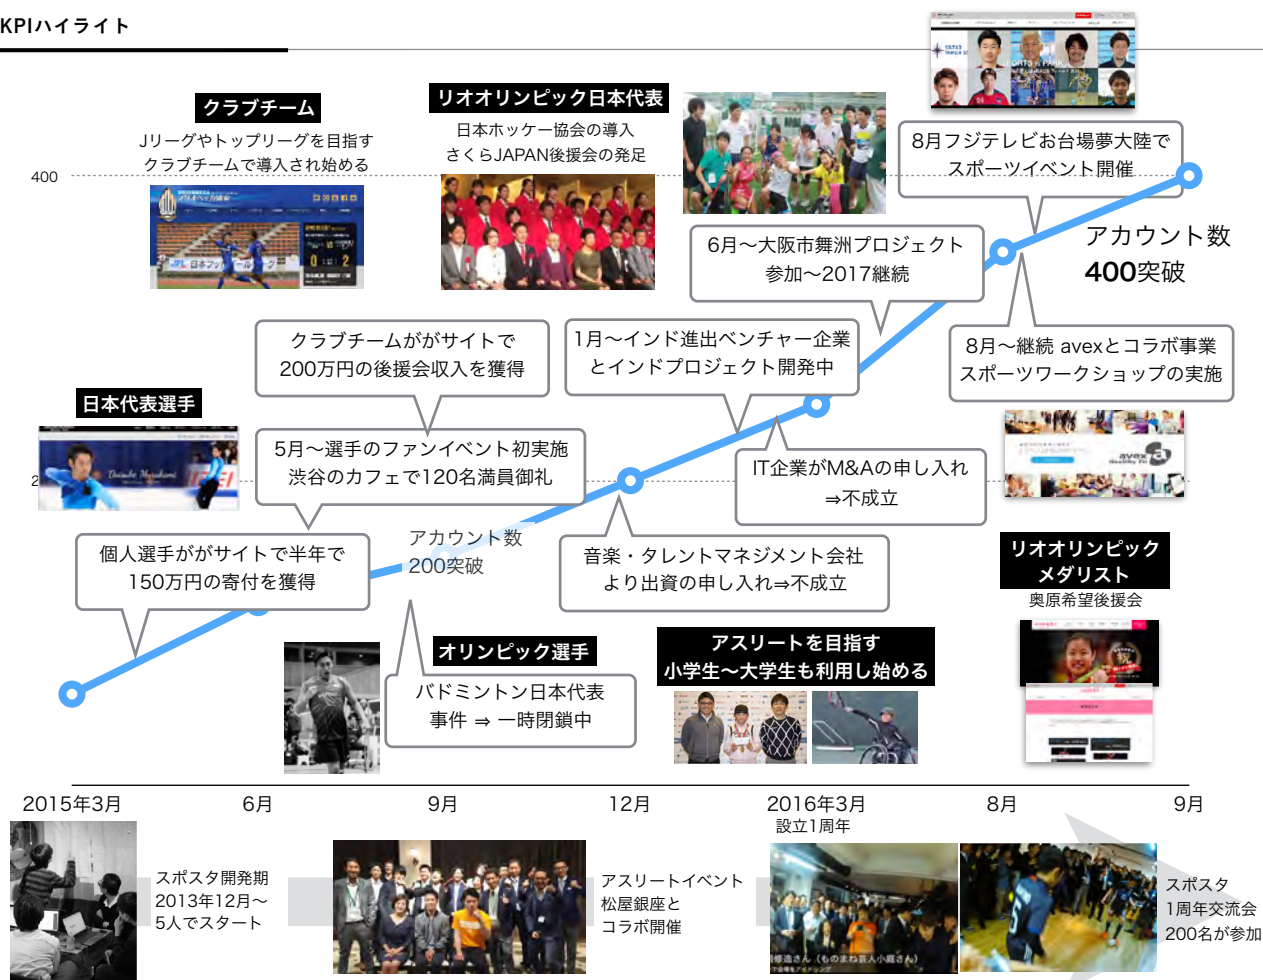 KPIハイライト
クラブチーム
Jリーグやトップリーグを目指す
クラブチームで導入され始める
リオオリンピック日本代表
日本ホッケー協会の導入
さくらJAPAN後援会の発足
8月フジテレビお台場夢大陸で
スポーツイベント開催
400
6月〜大阪市舞洲プロジェクト
参加〜2017継続
アカウント数
400突破
クラブチームががサイトで
200万円の後援会収入を獲得
1月〜インド進出ベンチャー企業
とインドプロジェクト開発中
8月〜継続 avexとコラボ事業
スポーツワークショップの実施
日本代表選手
Daisuke Murakami
5月〜選手のファンイベント初実施
渋谷のカフェで120名満員御礼
IT企業がM&Aの申し入れ
⇒不成立
avex
Healthy Fit
2
個人選手ががサイトで半年で
150万円の寄付を獲得
アカウント数
200突破
音楽・タレントマネジメント会社
より出資の申し入れ⇒不成立
リオオリンピック
メダリスト
奥原希望後援会
オリンピック選手
バドミントン日本代表
事件 ⇒ 一時閉鎖中
アスリートを目指す
小学生〜大学生も利用し始める
2015年3月
6月
9月
12月
2016年3月
設立1周年
8月
9月
スポスタ開発期
2013年12月〜
5人でスタート
アスリートイベント
松屋銀座と
コラボ開催
修造さん（ものまね芸人小庭さん）
スポスタ
1周年交流会
200名が参加